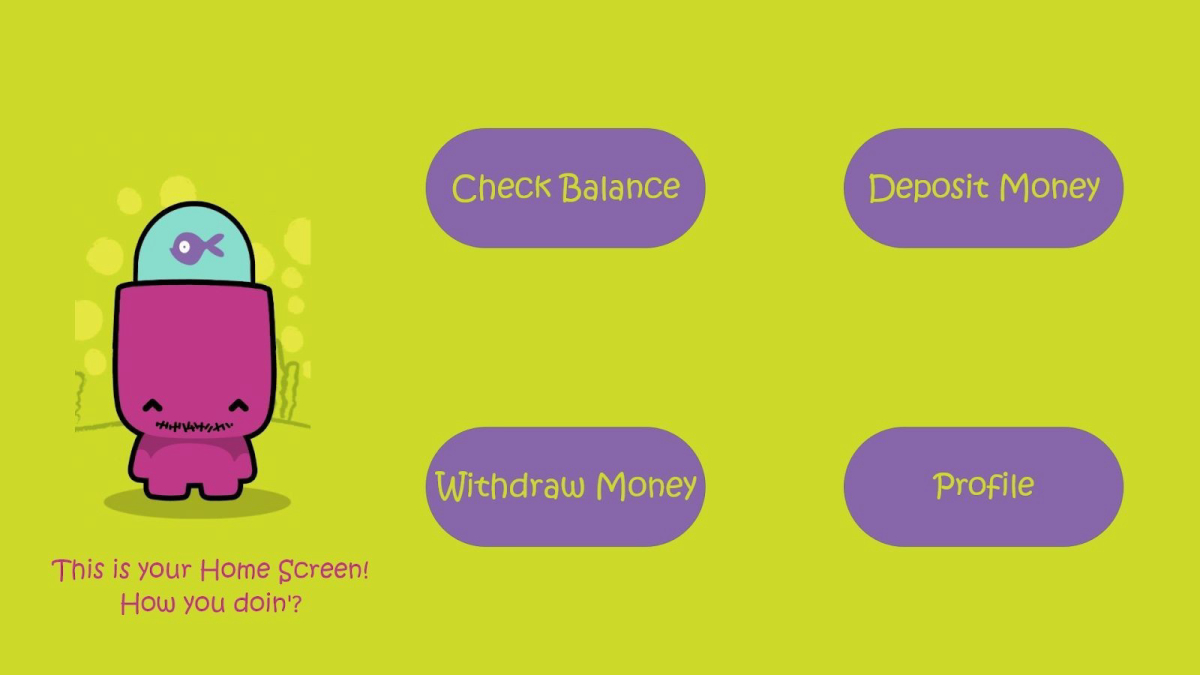 Check Balance
Deposit Money
Withdraw Money
Profile
This is your Home Screen!
How you doin'?